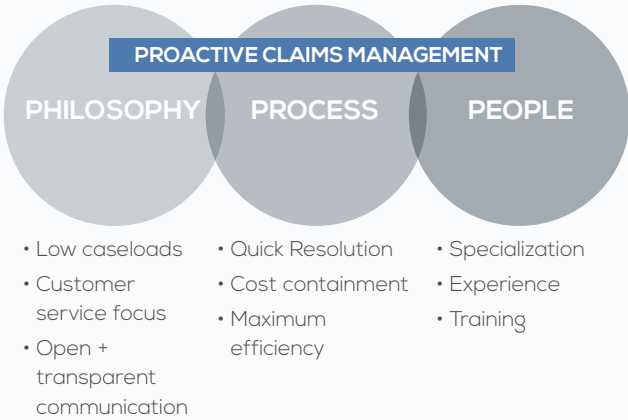 PROACTIVE CLAIMS MANAGEMENT
PHILOSOPHY
PROCESS
PEOPLE
• Low caseloads
• Customer
service focus
• Open +
transparent
communication
• Quick Resolution
• Cost containment
• Maximum
efficiency
• Specialization
• Experience
• Training